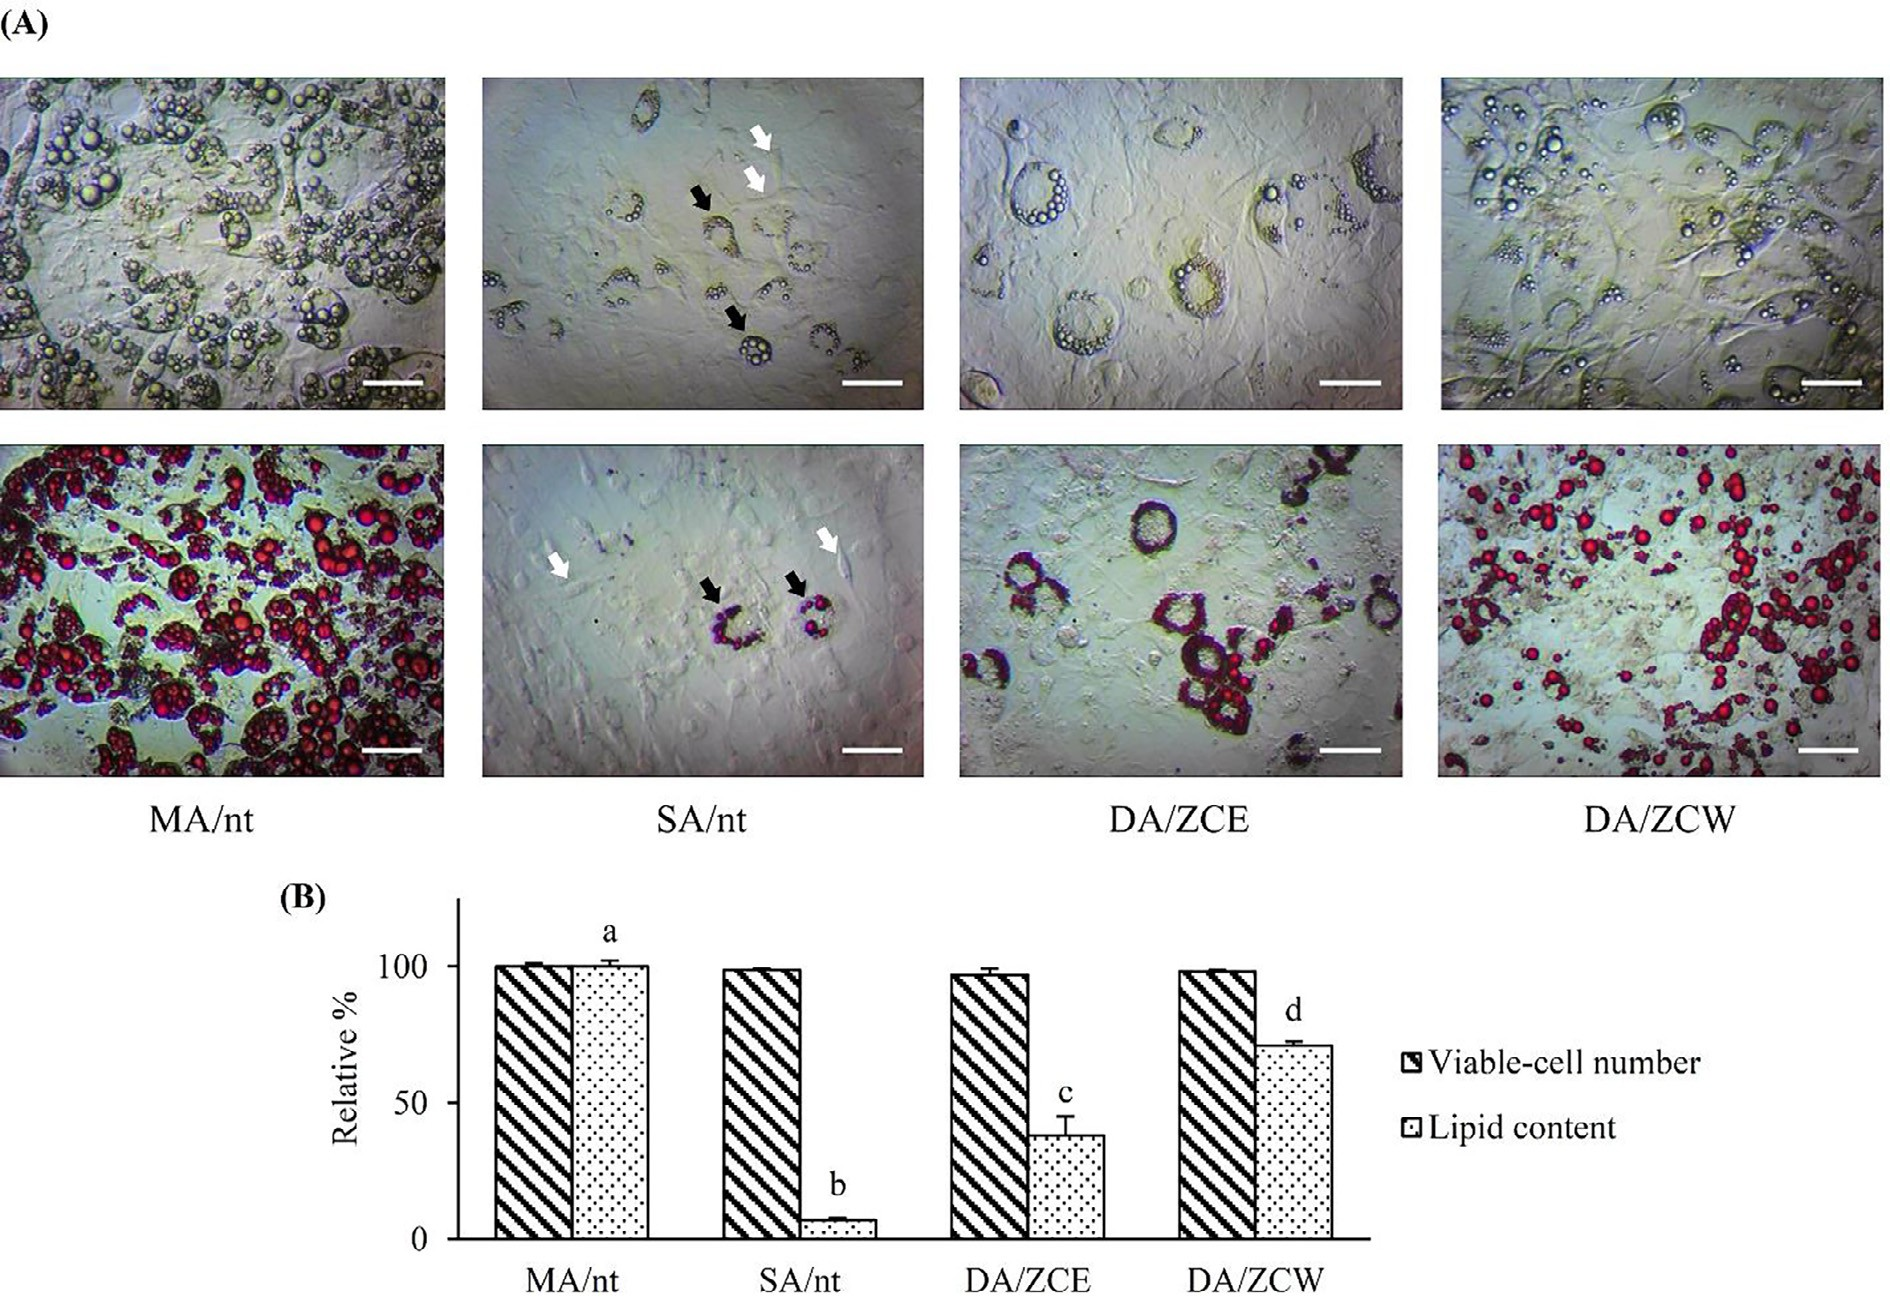 (A)
MA/nt SA/nt DA/ZCE DA/ZCW
(B)
Relative %
100
50
0
a
b
c
d
Viable-cell number
Lipid content
MA/nt SA/nt DA/ZCE DA/ZCW